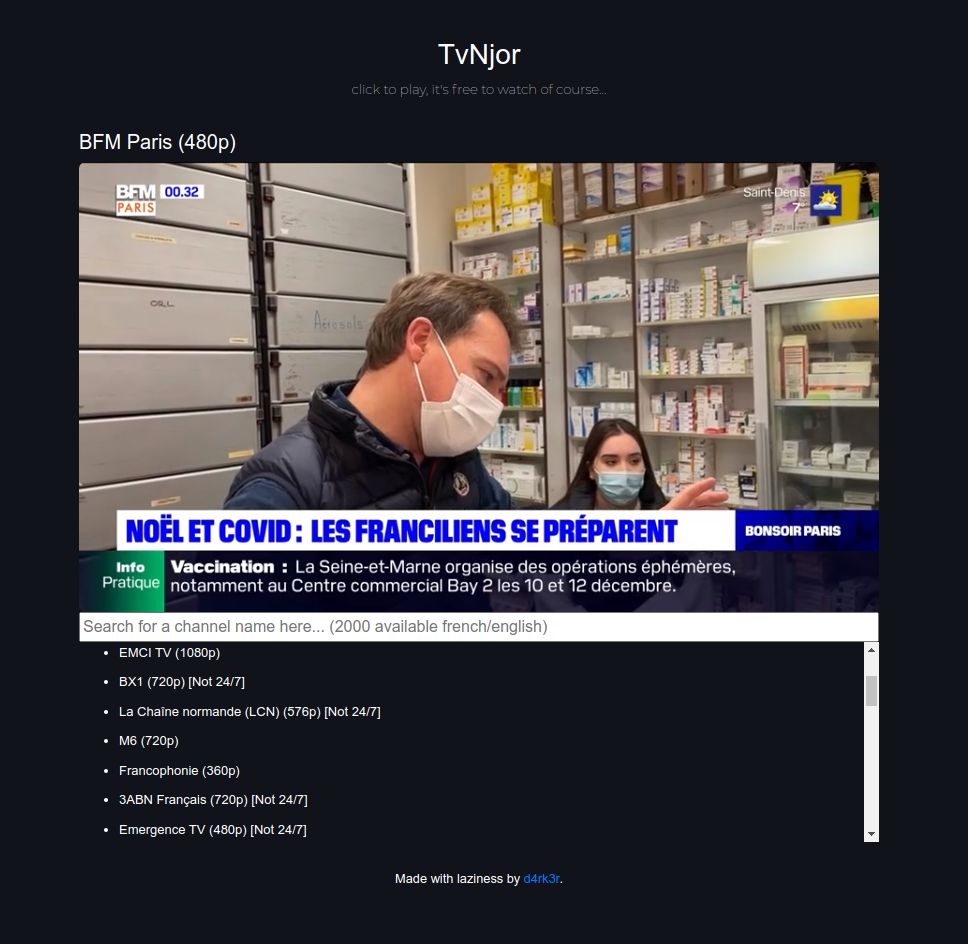 TvNjor
click to play, it's free to watch of course...
BFM Paris (480p)
BFM 00.32
PARIS
Saint-Denis
7°
Aérosols
NOËL ET COVID : LES FRANCILIENS SE PRÉPARENT
BONSOIR PARIS
Info
Pratique
Vaccination : La Seine-et-Marne organise des opérations éphémères,
notamment au Centre commercial Bay 2 les 10 et 12 décembre.
Search for a channel name here... (2000 available french/english)
EMCI TV (1080p)
BX1 (720p) [Not 24/7]
La Chaîne normande (LCN) (576p) [Not 24/7]
M6 (720p)
Francophonie (360p)
3ABN Français (720p) [Not 24/7]
Emergence TV (480p) [Not 24/7]
Made with laziness by d4rk3r.